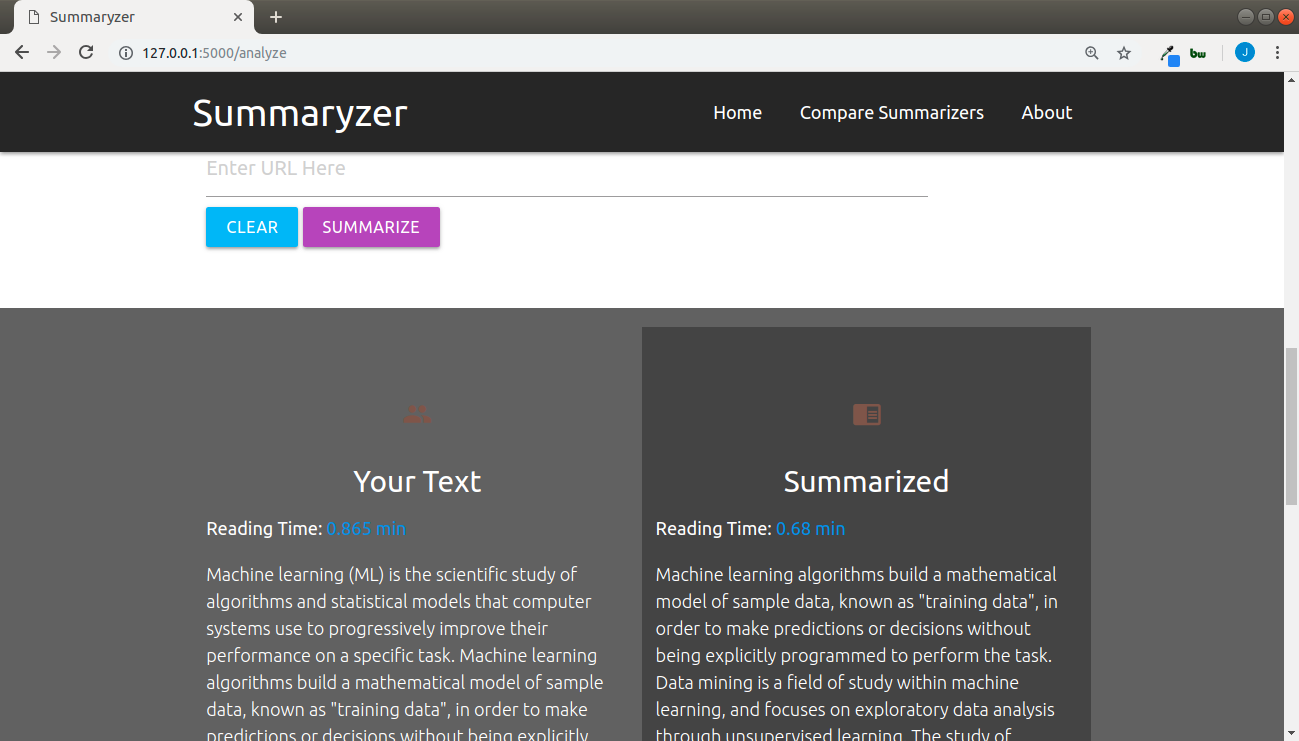 Summaryzer
127.0.0.1:5000/analyze
bw
J
Summaryzer
Home
Compare Summarizers
About
Enter URL Here
CLEAR
SUMMARIZE
Your Text
Reading Time: 0.865 min
Machine learning (ML) is the scientific study of
algorithms and statistical models that computer
systems use to progressively improve their
performance on a specific task. Machine learning
algorithms build a mathematical model of sample
data, known as "training data", in order to make
predictions or decisions without being explicitly
Summarized
Reading Time: 0.68 min
Machine learning algorithms build a mathematical
model of sample data, known as "training data", in
order to make predictions or decisions without
being explicitly programmed to perform the task.
Data mining is a field of study within machine
learning, and focuses on exploratory data analysis
through unsupervised learning. The study of